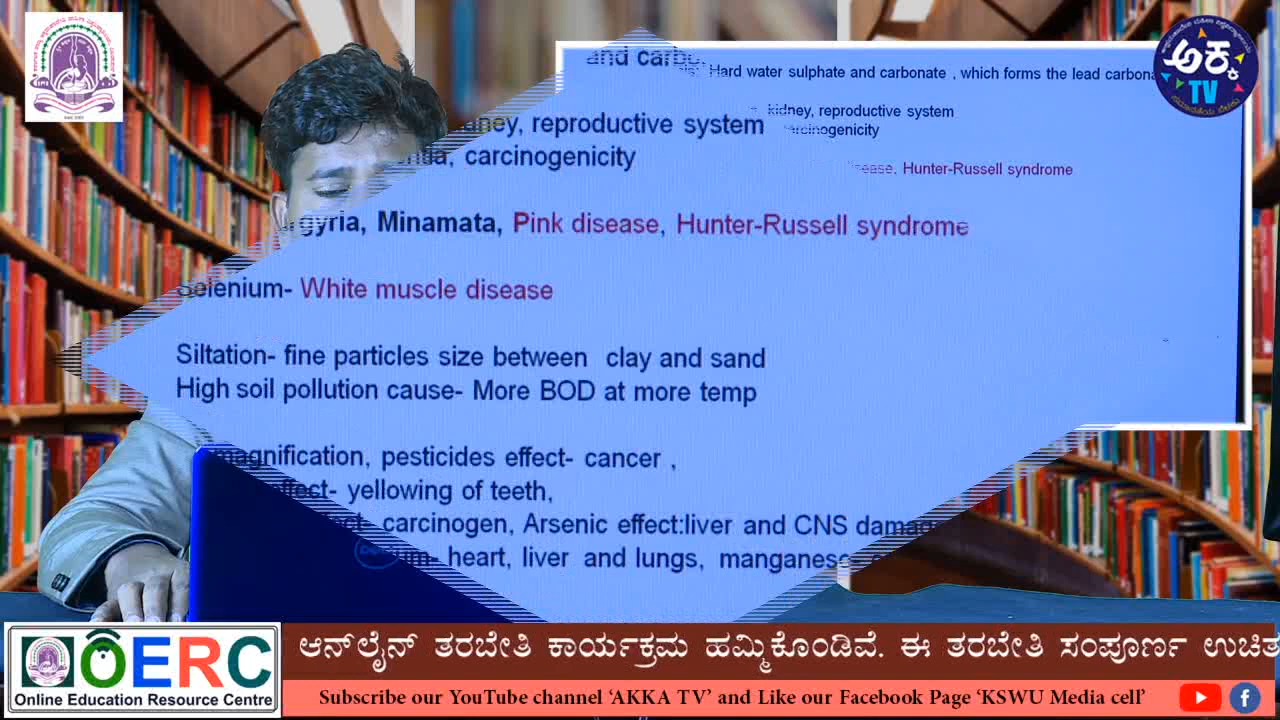 and carbo
Hard water sulphate and carbonate , which forms the lead carbona
kidney, reproductive system
carcinogenicity
ney, reproductive system
carcinogenicity
disease, Hunter-Russell syndrome
Minamata, Pink disease, Hunter-Russell syndrome
Selenium- White muscle disease
Siltation- fine particles size between clay and sand
High soil pollution cause- More BOD at more temp
magnification, pesticides effect- cancer ,
effect- yellowing of teeth,
carcinogen, Arsenic effect:liver and CNS damag
heart, liver and lungs, manganese
ಅಕ್ಕ
TV
OERC
Online Education Resource Centre
ಆನ್‌ಲೈನ್ ತರಬೇತಿ ಕಾರ್ಯಕ್ರಮ ಹಮ್ಮಿಕೊಂಡಿವೆ. ಈ ತರಬೇತಿ ಸಂಪೂರ್ಣ ಉಚಿತ
Subscribe our YouTube channel ‘AKKA TV’ and Like our Facebook Page ‘KSWU Media cell’